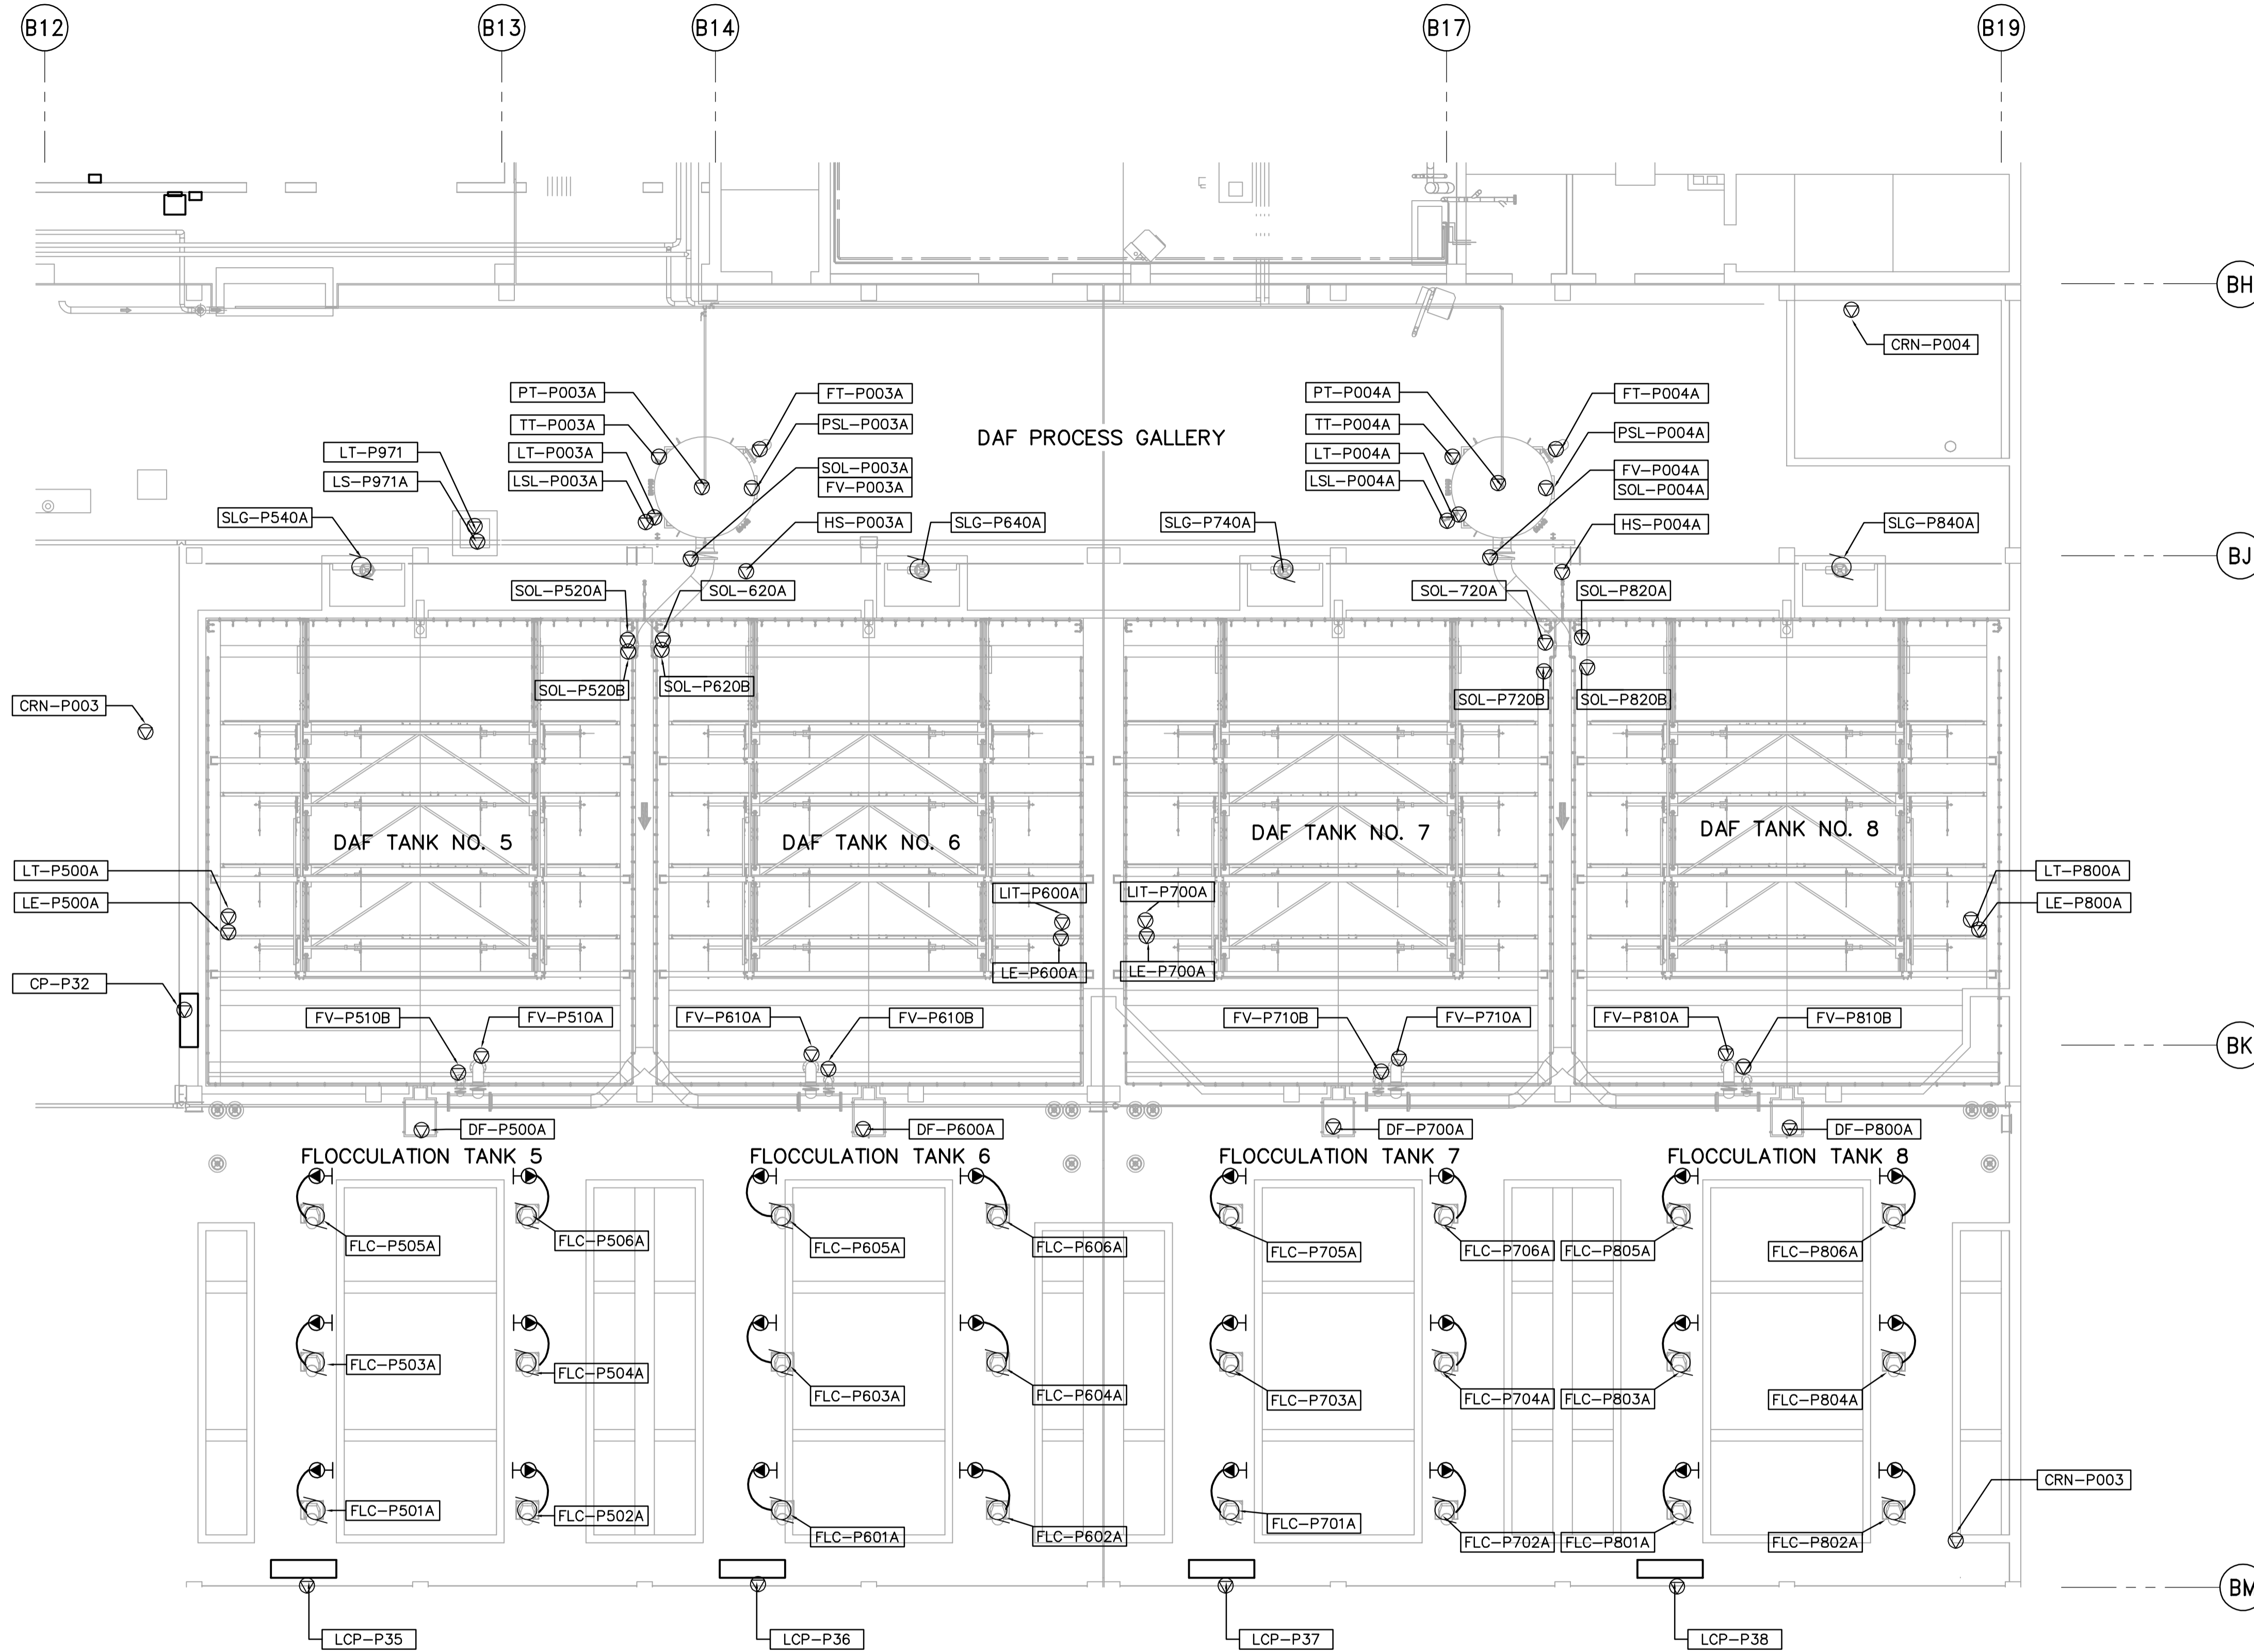 B12
B13
B14
B17
B19
BH
CRN-P004
PT-P003A
FT-P003A
PT-P004A
FT-P004A
TT-P003A
PSL-P003A
DAF PROCESS GALLERY
TT-P004A
PSL-P004A
LT-P971
LT-P003A
SOL-P003A
LT-P004A
FV-P004A
LS-P971A
LSL-P003A
FV-P003A
LSL-P004A
SOL-P004A
SLG-P540A
HS-P003A
SLG-P640A
SLG-P740A
HS-P004A
SLG-P840A
BJ
SOL-P520A
SOL-620A
SOL-720A
SOL-P820A
SOL-P520B
SOL-P620B
SOL-P720B
SOL-P820B
CRN-P003
DAF TANK NO. 5
DAF TANK NO. 6
DAF TANK NO. 7
DAF TANK NO. 8
LT-P500A
LIT-P600A
LIT-P700A
LT-P800A
LE-P500A
LE-P800A
LE-P600A
LE-P700A
CP-P32
FV-P510B
FV-P510A
FV-P610A
FV-P610B
FV-P710B
FV-P710A
FV-P810A
FV-P810B
BK
DF-P500A
DF-P600A
DF-P700A
DF-P800A
FLOCCULATION TANK 5
FLOCCULATION TANK 6
FLOCCULATION TANK 7
FLOCCULATION TANK 8
FLC-P505A
FLC-P506A
FLC-P605A
FLC-P606A
FLC-P705A
FLC-P706A
FLC-P805A
FLC-P806A
FLC-P503A
FLC-P504A
FLC-P603A
FLC-P604A
FLC-P703A
FLC-P704A
FLC-P803A
FLC-P804A
CRN-P003
FLC-P501A
FLC-P502A
FLC-P601A
FLC-P602A
FLC-P701A
FLC-P702A
FLC-P801A
FLC-P802A
BM
LCP-P35
LCP-P36
LCP-P37
LCP-P38